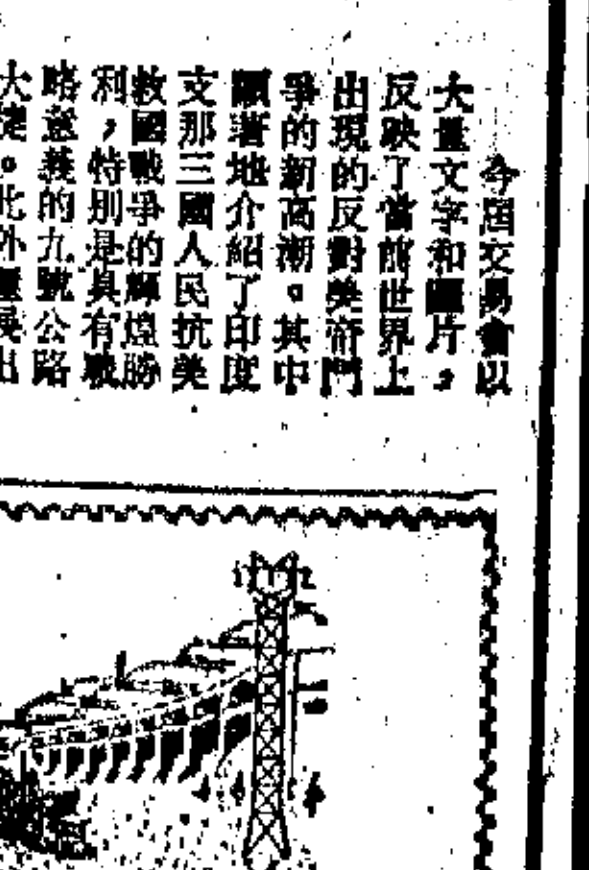 今屆交易會以
大量文字和圖片，
反映了當前世界上
出現的反對美帝鬥
爭的新高潮。其中
顯著地介紹了印度
支那三國人民抗美
救國戰爭的輝煌勝
利，特別是具有戰
略意義的九號公路
大捷。此外還展出